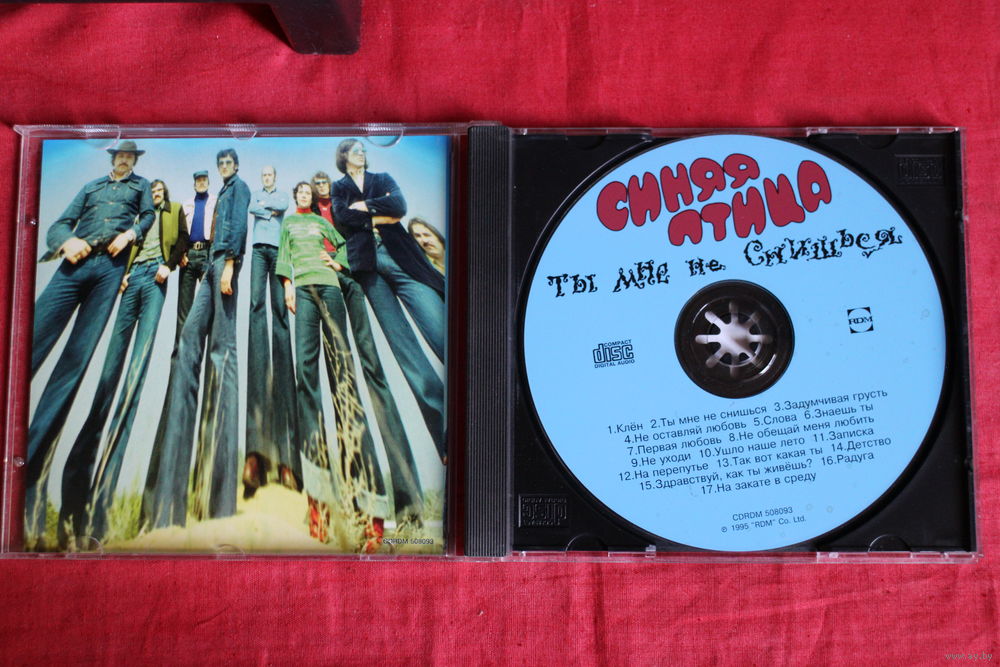 CDRDM 508093
СИНЯЯ
ПТИЦА
Ты мне не Снишься
COMPACT
disc
DIGITAL AUDIO
RDM
1.Клён 2.Ты мне не снишься 3.Задумчивая грусть
4.Не оставляй любовь 5.Слова 6.Знаешь ты
7.Первая любовь 8.Не обещай меня любить
9.Не уходи 10.Ушло наше лето 11.Записка
12.На перепутье 13.Так вот какая ты 14.Детство
15.Здравствуй, как ты живёшь? 16.Радуга
17.На закате в среду
CDRDM 508093
℗ 1995 "RDM" Co. Ltd.
www.ay.by